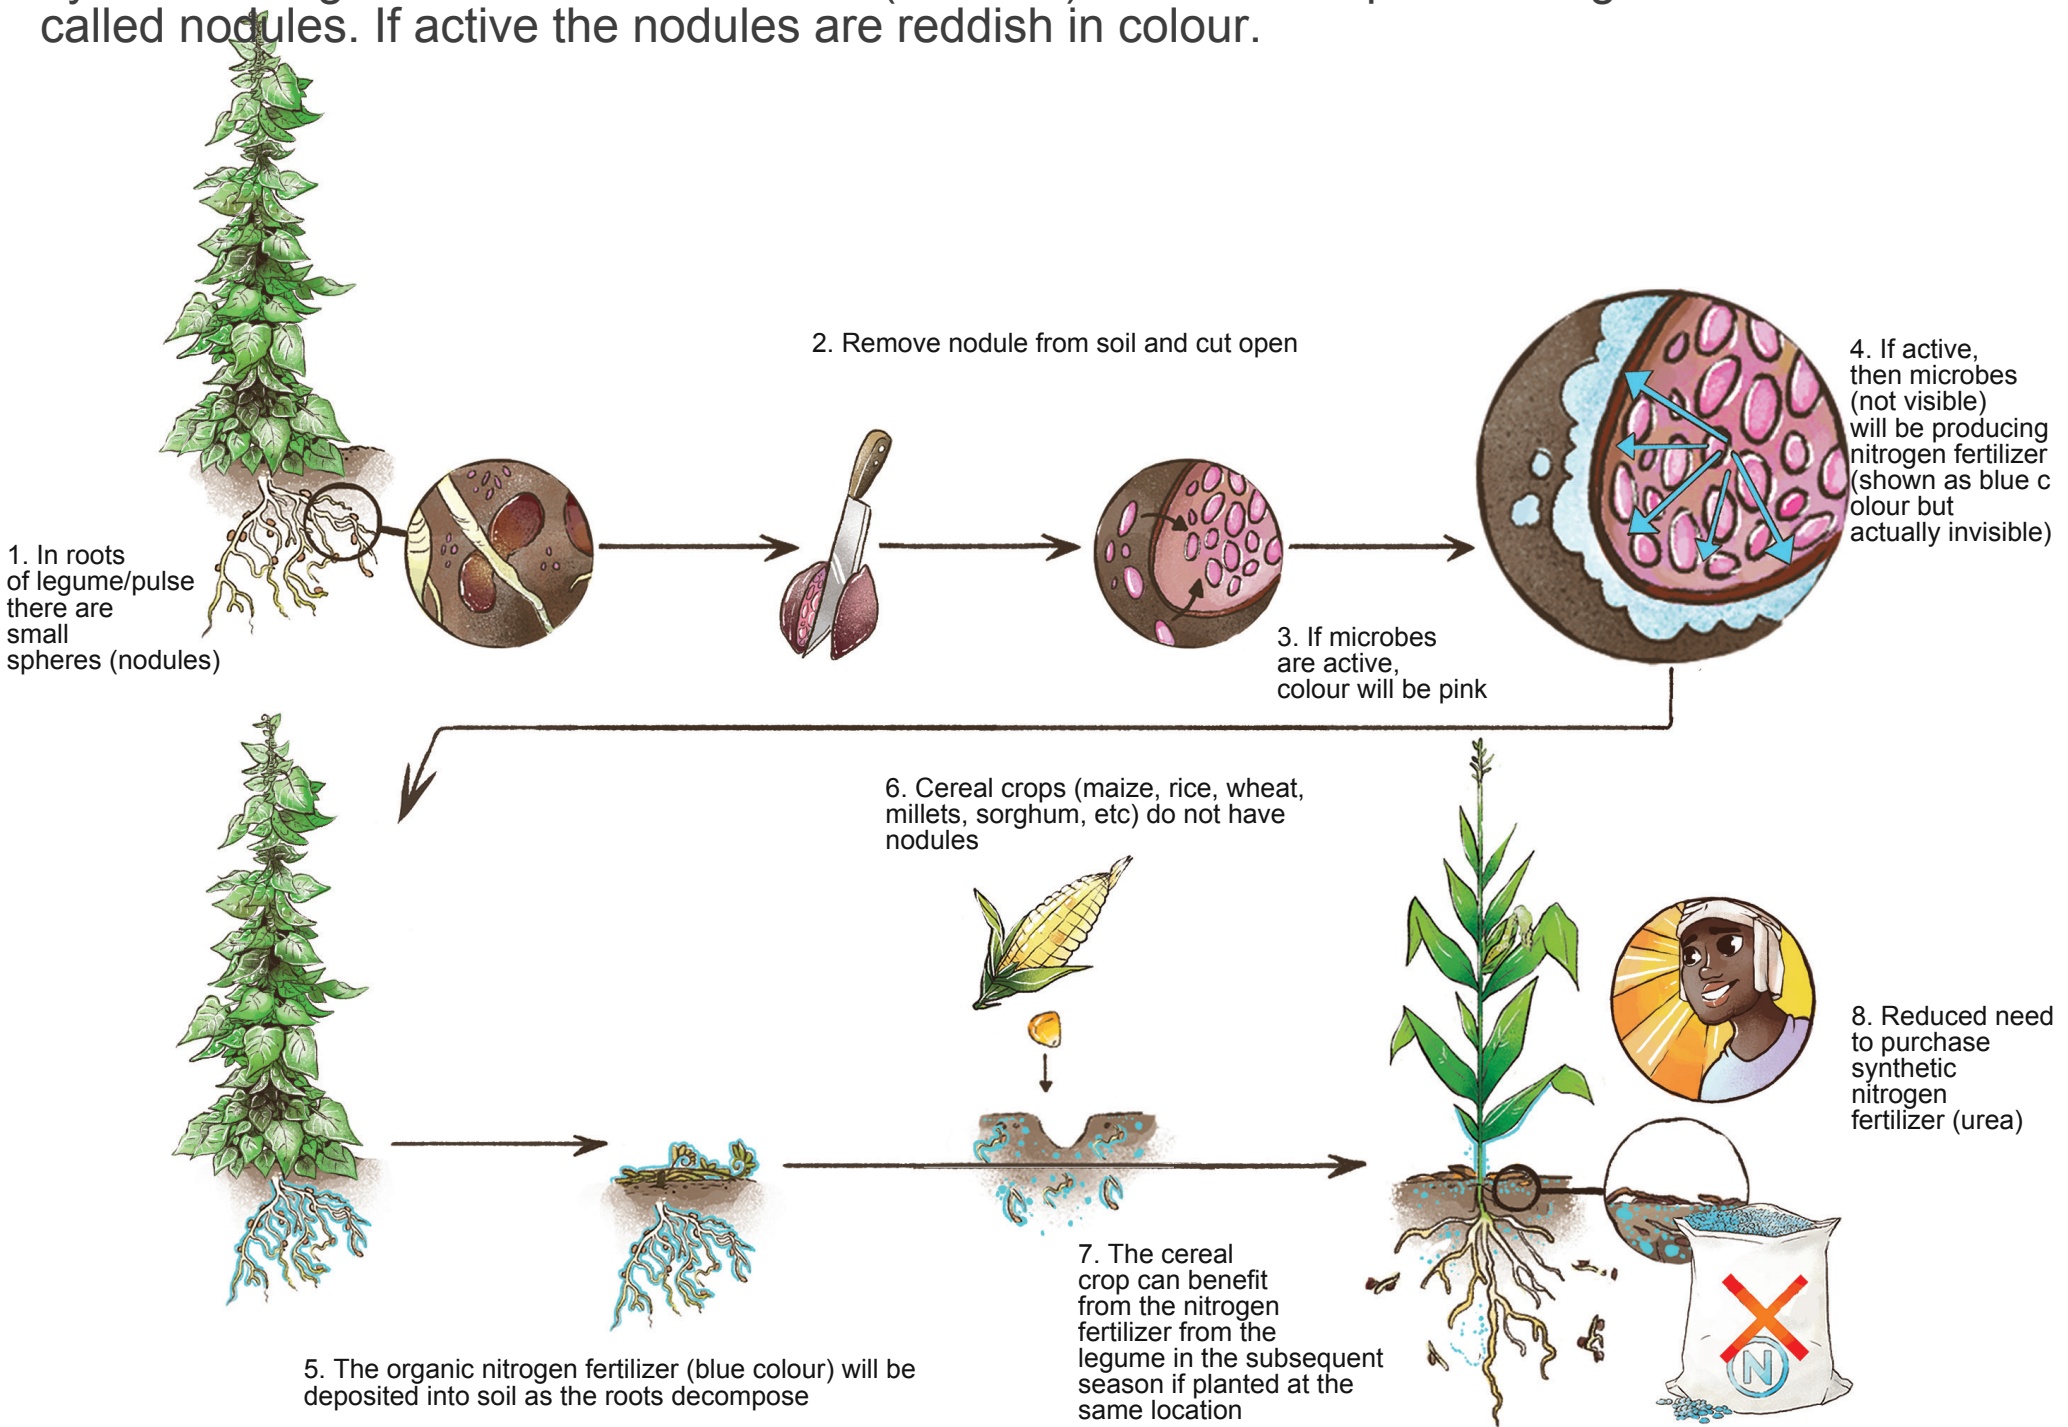 called nodules. If active the nodules are reddish in colour.
2. Remove nodule from soil and cut open
4. If active,
then microbes
(not visible)
will be producing
nitrogen fertilizer
(shown as blue c
olour but
actually invisible)
1. In roots
of legume/pulse
there are
small
spheres (nodules)
3. If microbes
are active,
colour will be pink
6. Cereal crops (maize, rice, wheat,
millets, sorghum, etc) do not have
nodules
8. Reduced need
to purchase
synthetic
nitrogen
fertilizer (urea)
7. The cereal
crop can benefit
from the nitrogen
fertilizer from the
legume in the subsequent
season if planted at the
same location
N
5. The organic nitrogen fertilizer (blue colour) will be
deposited into soil as the roots decompose